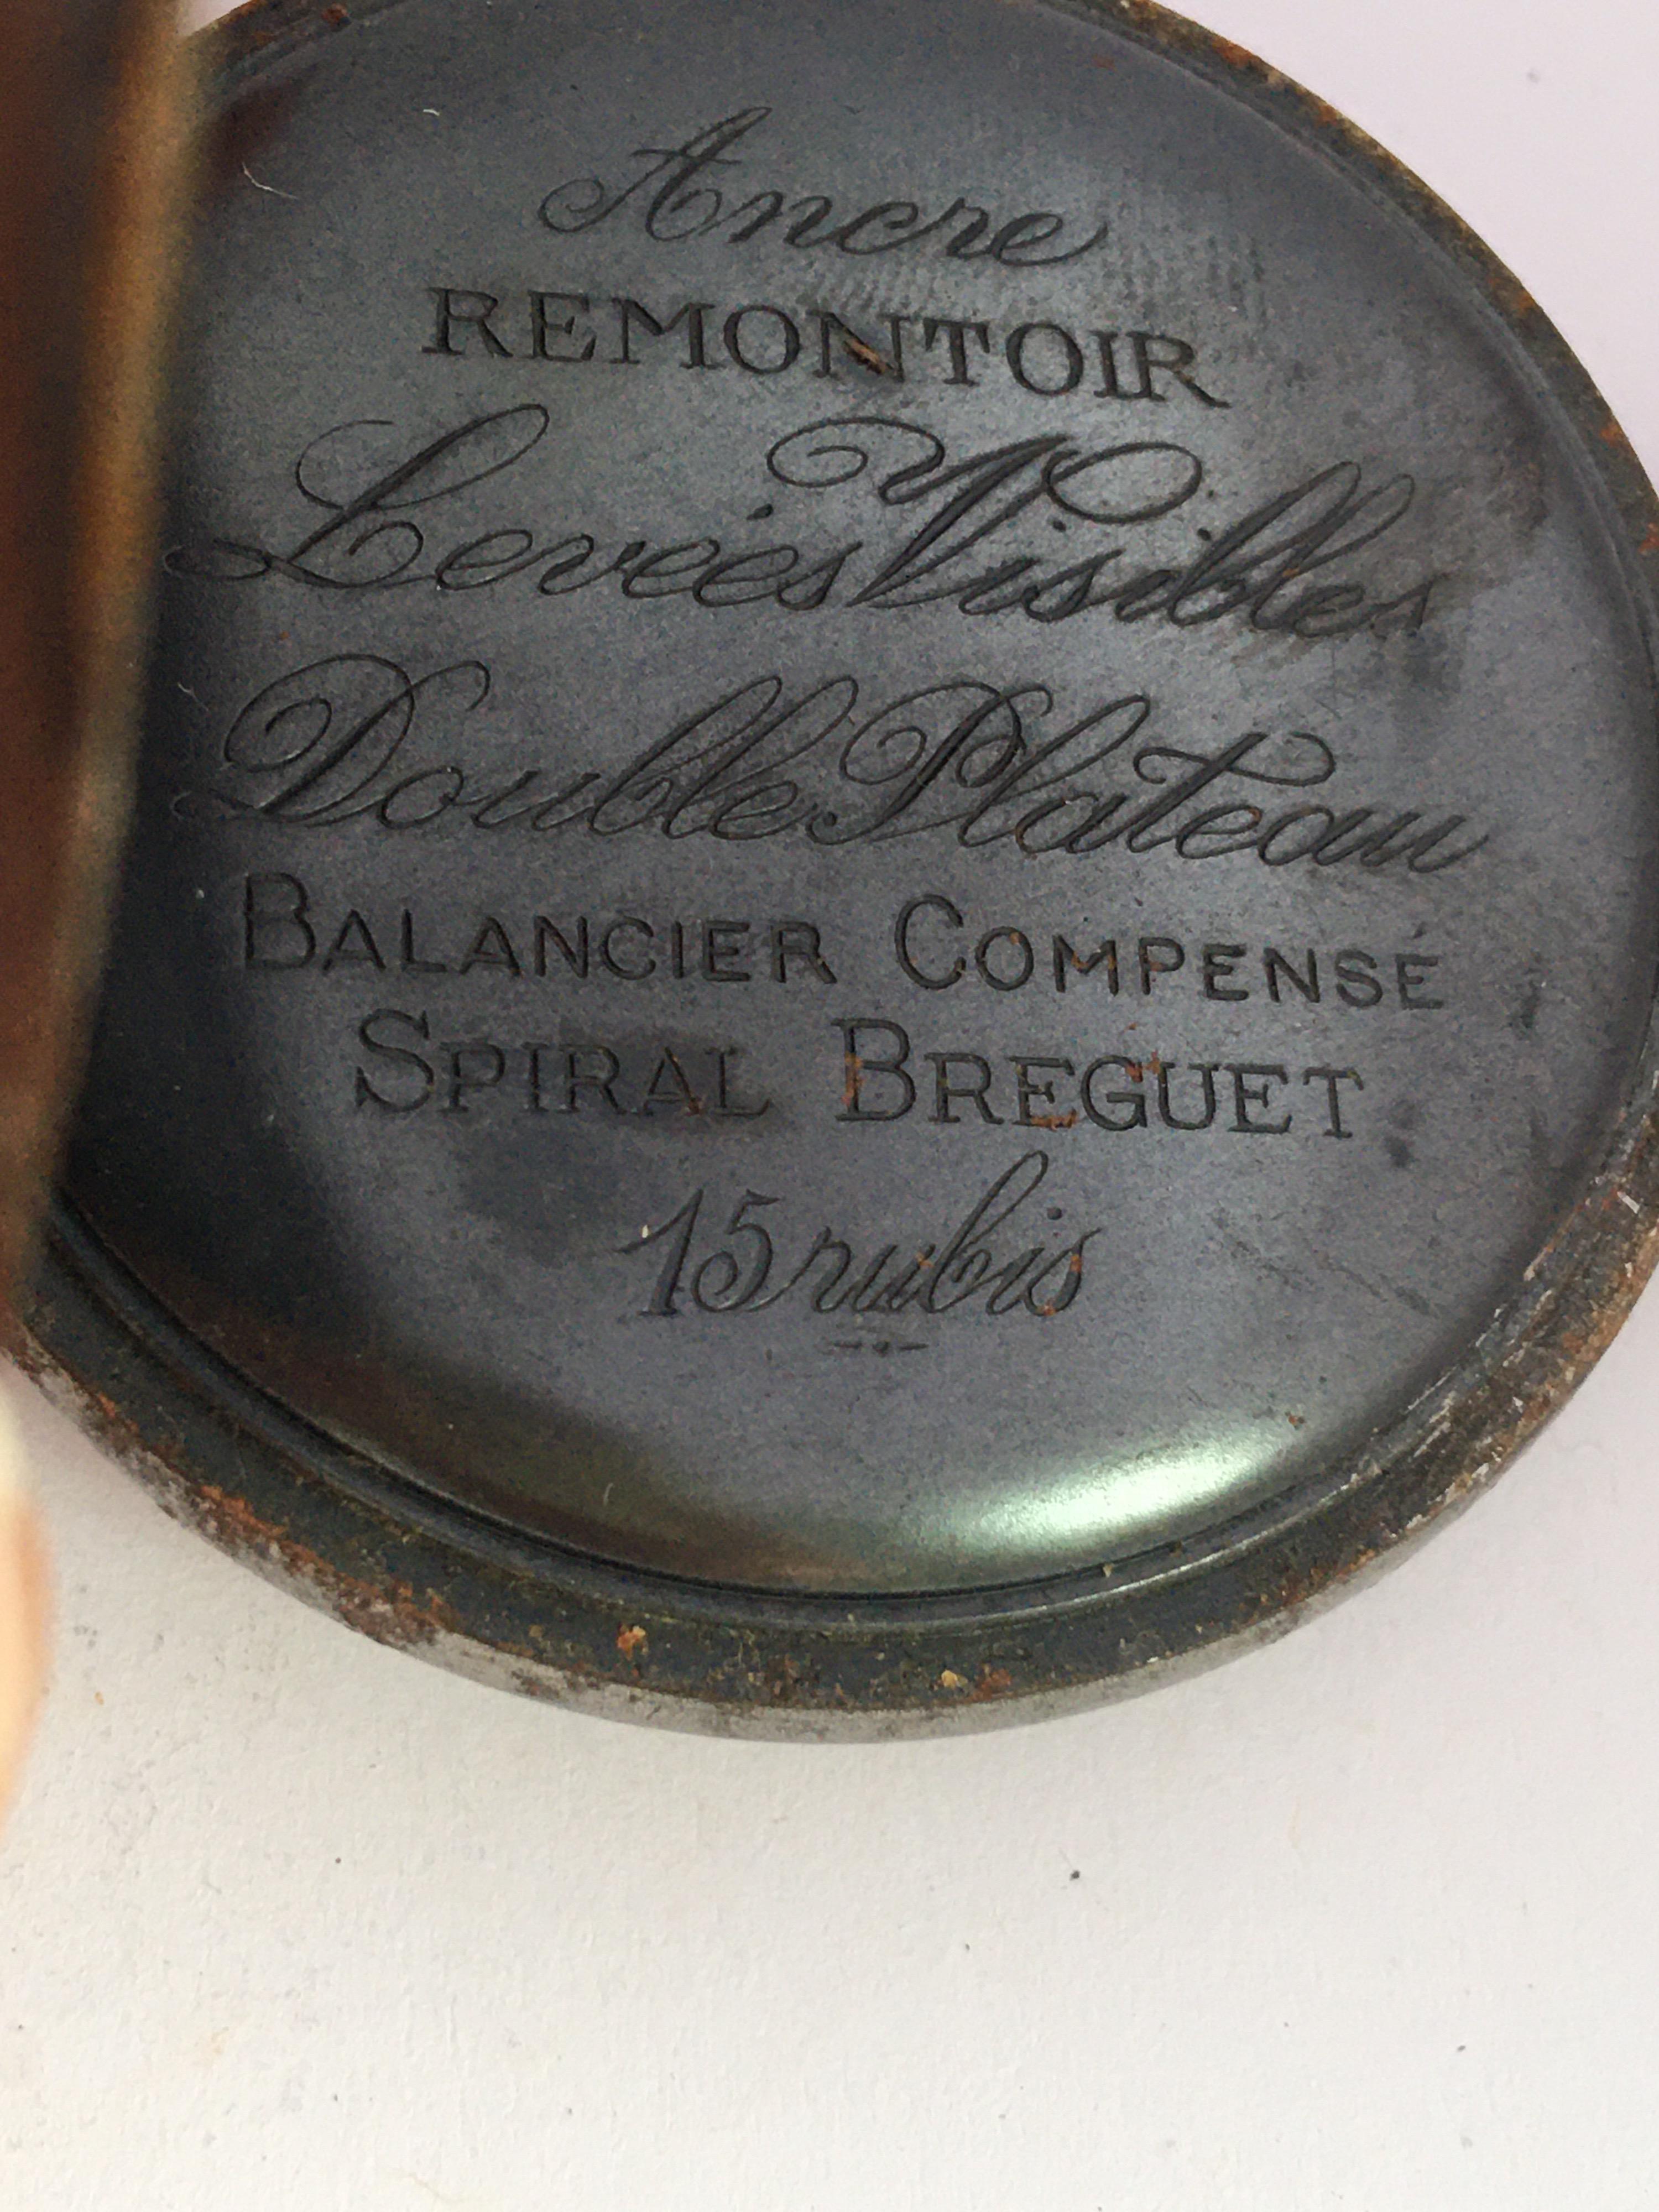 Ancre
REMONTOIR
Levées Visibles
Double Plateau
BALANCIER COMPENSÉ
SPIRAL BREGUET
15 rubis